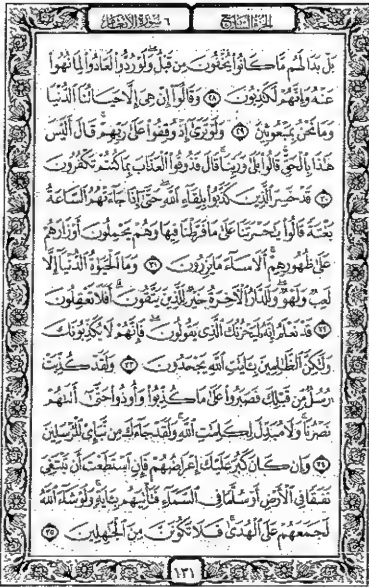 الجزء السابع ٦ سورة الأنعام
بَلْ بَدَا لَهُم مَّا كَانُوا۟ يُخْفُونَ مِن قَبْلُ ۖ وَلَوْ رُدُّوا۟ لَعَادُوا۟ لِمَا نُهُوا۟
عَنْهُ وَإِنَّهُمْ لَكَـٰذِبُونَ ٢٨ وَقَالُوٓا۟ إِنْ هِىَ إِلَّا حَيَاتُنَا ٱلدُّنْيَا
وَمَا نَحْنُ بِمَبْعُوثِينَ ٢٩ وَلَوْ تَرَىٰٓ إِذْ وُقِفُوا۟ عَلَىٰ رَبِّهِمْ ۚ قَالَ أَلَيْسَ
هَـٰذَا بِٱلْحَقِّ ۚ قَالُوا۟ بَلَىٰ وَرَبِّنَا ۚ قَالَ فَذُوقُوا۟ ٱلْعَذَابَ بِمَا كُنتُمْ تَكْفُرُونَ
٣٠ قَدْ خَسِرَ ٱلَّذِينَ كَذَّبُوا۟ بِلِقَآءِ ٱللَّهِ ۖ حَتَّىٰٓ إِذَا جَآءَتْهُمُ ٱلسَّاعَةُ
بَغْتَةً قَالُوا۟ يَـٰحَسْرَتَنَا عَلَىٰ مَا فَرَّطْنَا فِيهَا وَهُمْ يَحْمِلُونَ أَوْزَارَهُمْ
عَلَىٰ ظُهُورِهِمْ ۚ أَلَا سَآءَ مَا يَزِرُونَ ٣١ وَمَا ٱلْحَيَوٰةُ ٱلدُّنْيَآ إِلَّا
لَعِبٌ وَلَهْوٌ ۖ وَلَلدَّارُ ٱلْـَٔاخِرَةُ خَيْرٌ لِّلَّذِينَ يَتَّقُونَ ۗ أَفَلَا تَعْقِلُونَ
٣٢ قَدْ نَعْلَمُ إِنَّهُۥ لَيَحْزُنُكَ ٱلَّذِى يَقُولُونَ ۖ فَإِنَّهُمْ لَا يُكَذِّبُونَكَ
وَلَـٰكِنَّ ٱلظَّـٰلِمِينَ بِـَٔايَـٰتِ ٱللَّهِ يَجْحَدُونَ ٣٣ وَلَقَدْ كُذِّبَتْ
رُسُلٌ مِّن قَبْلِكَ فَصَبَرُوا۟ عَلَىٰ مَا كُذِّبُوا۟ وَأُوذُوا۟ حَتَّىٰٓ أَتَىٰهُمْ
نَصْرُنَا ۚ وَلَا مُبَدِّلَ لِكَلِمَـٰتِ ٱللَّهِ ۚ وَلَقَدْ جَآءَكَ مِن نَّبَإِى۟ ٱلْمُرْسَلِينَ
٣٤ وَإِن كَانَ كَبُرَ عَلَيْكَ إِعْرَاضُهُمْ فَإِنِ ٱسْتَطَعْتَ أَن تَبْتَغِىَ
نَفَقًا فِى ٱلْأَرْضِ أَوْ سُلَّمًا فِى ٱلسَّمَآءِ فَتَأْتِيَهُم بِـَٔايَةٍ ۚ وَلَوْ شَآءَ ٱللَّهُ
لَجَمَعَهُمْ عَلَى ٱلْهُدَىٰ ۚ فَلَا تَكُونَنَّ مِنَ ٱلْجَـٰهِلِينَ ٣٥
١٣١